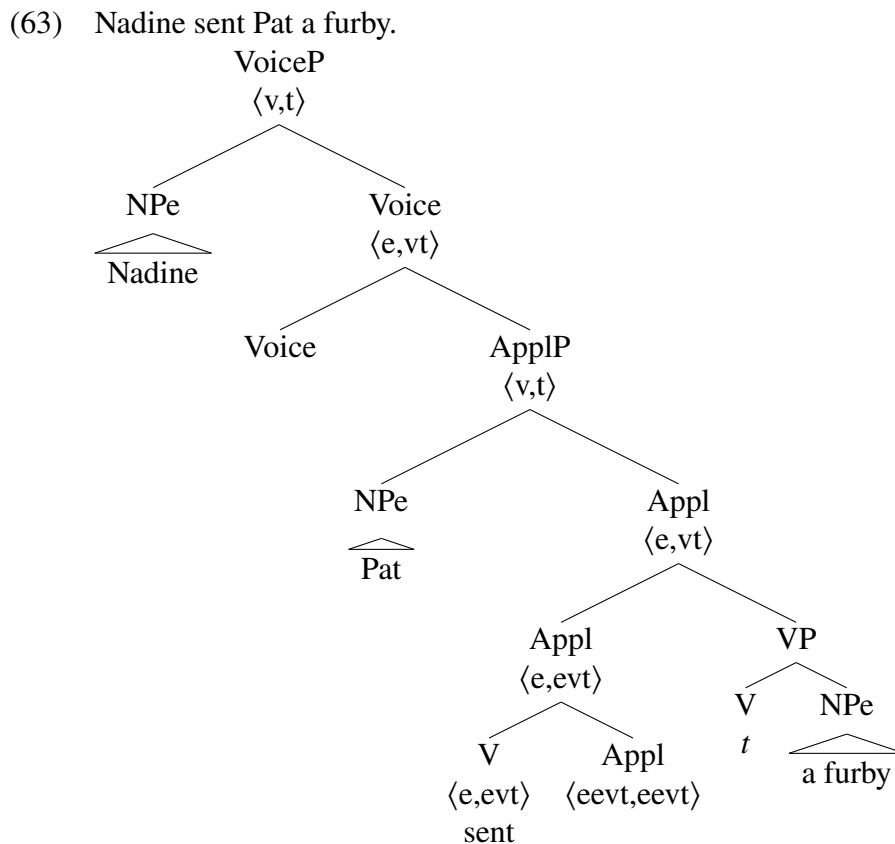 (63) Nadine sent Pat a furby.
VoiceP
⟨v,t⟩
NPe Voice
Nadine ⟨e,vt⟩
Voice ApplP
⟨v,t⟩
NPe Appl
Pat ⟨e,vt⟩
Appl VP
⟨e,evt⟩
V NPe
t a furby
V Appl
⟨e,evt⟩ ⟨eevt,eevt⟩
sent